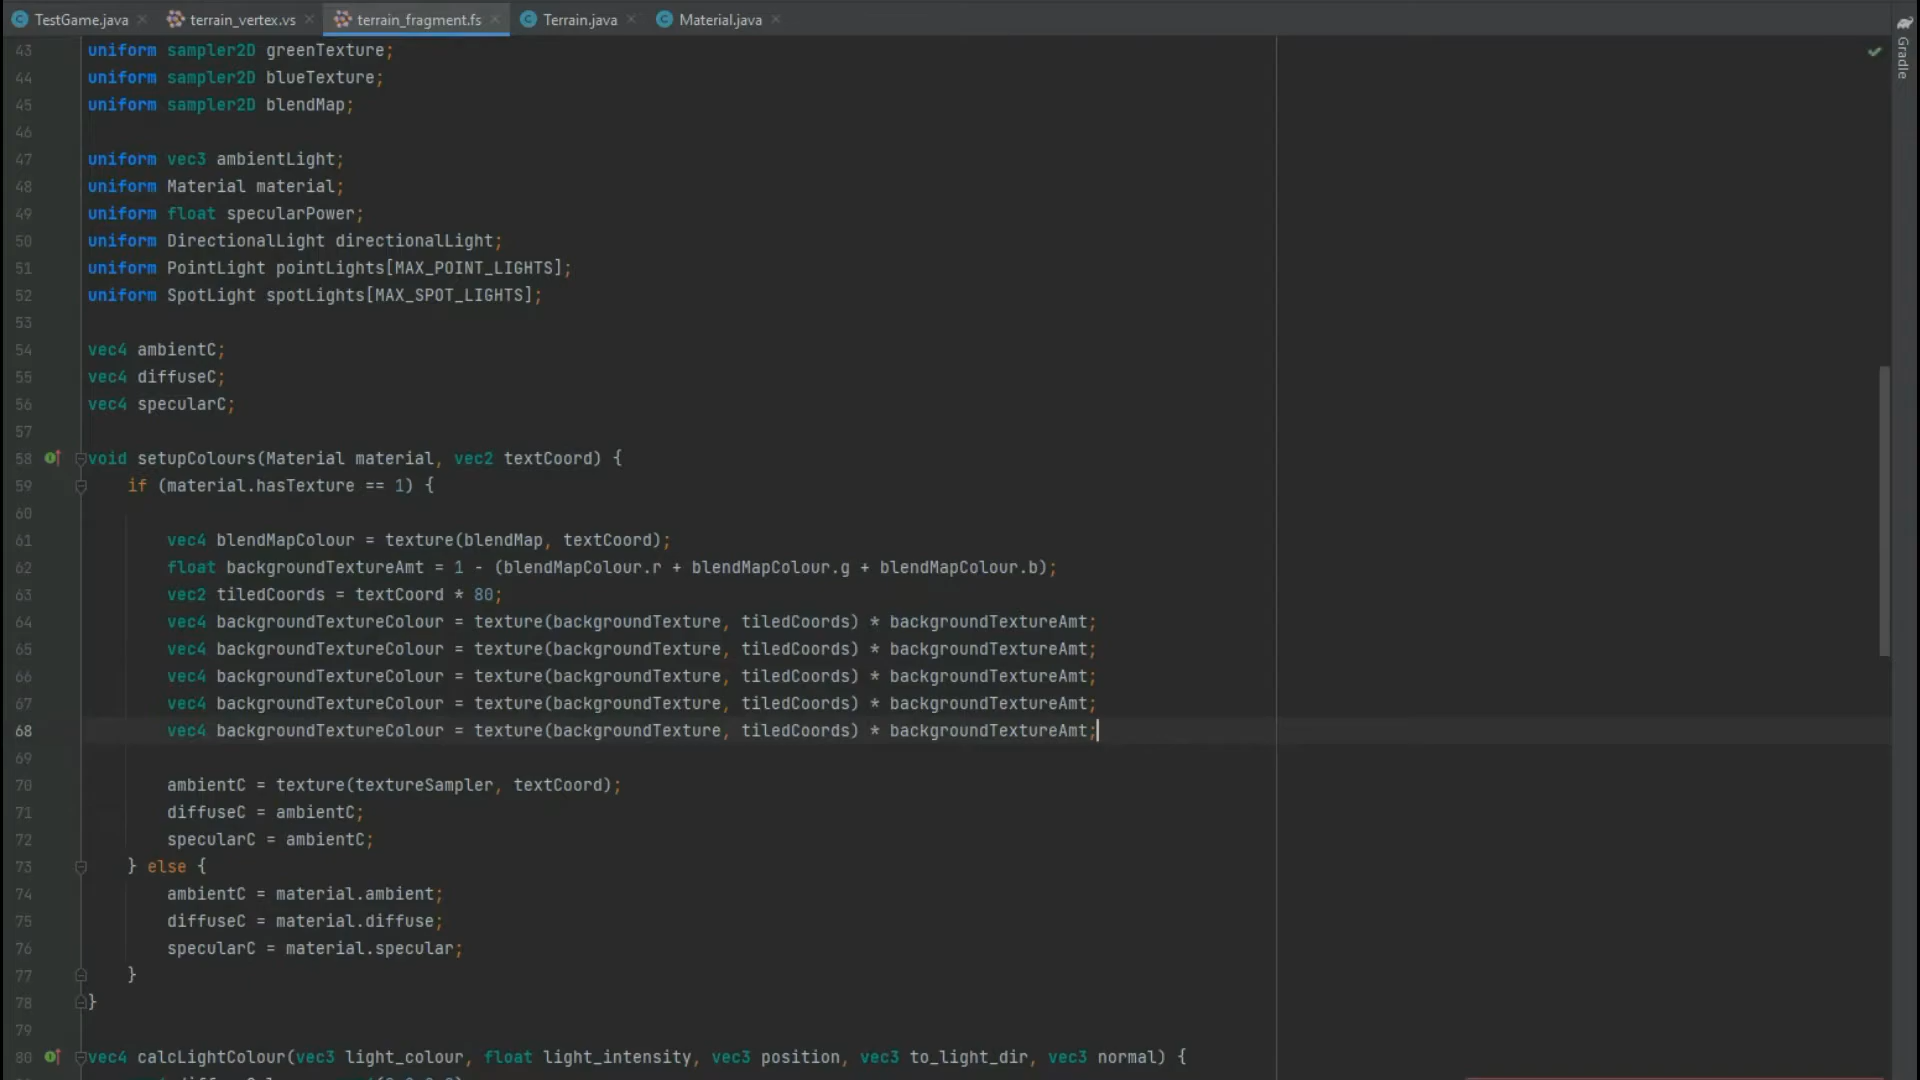 TestGame.java terrain_vertex.vs terrain_fragment.fs Terrain.java Material.java
Gradle
43 uniform sampler2D greenTexture;
44 uniform sampler2D blueTexture;
45 uniform sampler2D blendMap;
46
47 uniform vec3 ambientLight;
48 uniform Material material;
49 uniform float specularPower;
50 uniform DirectionalLight directionalLight;
51 uniform PointLight pointLights[MAX_POINT_LIGHTS];
52 uniform SpotLight spotLights[MAX_SPOT_LIGHTS];
53
54 vec4 ambientC;
55 vec4 diffuseC;
56 vec4 specularC;
57
58 void setupColours(Material material, vec2 textCoord) {
59 if (material.hasTexture == 1) {
60
61 vec4 blendMapColour = texture(blendMap, textCoord);
62 float backgroundTextureAmt = 1 - (blendMapColour.r + blendMapColour.g + blendMapColour.b);
63 vec2 tiledCoords = textCoord * 80;
64 vec4 backgroundTextureColour = texture(backgroundTexture, tiledCoords) * backgroundTextureAmt;
65 vec4 backgroundTextureColour = texture(backgroundTexture, tiledCoords) * backgroundTextureAmt;
66 vec4 backgroundTextureColour = texture(backgroundTexture, tiledCoords) * backgroundTextureAmt;
67 vec4 backgroundTextureColour = texture(backgroundTexture, tiledCoords) * backgroundTextureAmt;
68 vec4 backgroundTextureColour = texture(backgroundTexture, tiledCoords) * backgroundTextureAmt;
69
70 ambientC = texture(textureSampler, textCoord);
71 diffuseC = ambientC;
72 specularC = ambientC;
73 } else {
74 ambientC = material.ambient;
75 diffuseC = material.diffuse;
76 specularC = material.specular;
77 }
78 }
79
80 vec4 calcLightColour(vec3 light_colour, float light_intensity, vec3 position, vec3 to_light_dir, vec3 normal) {